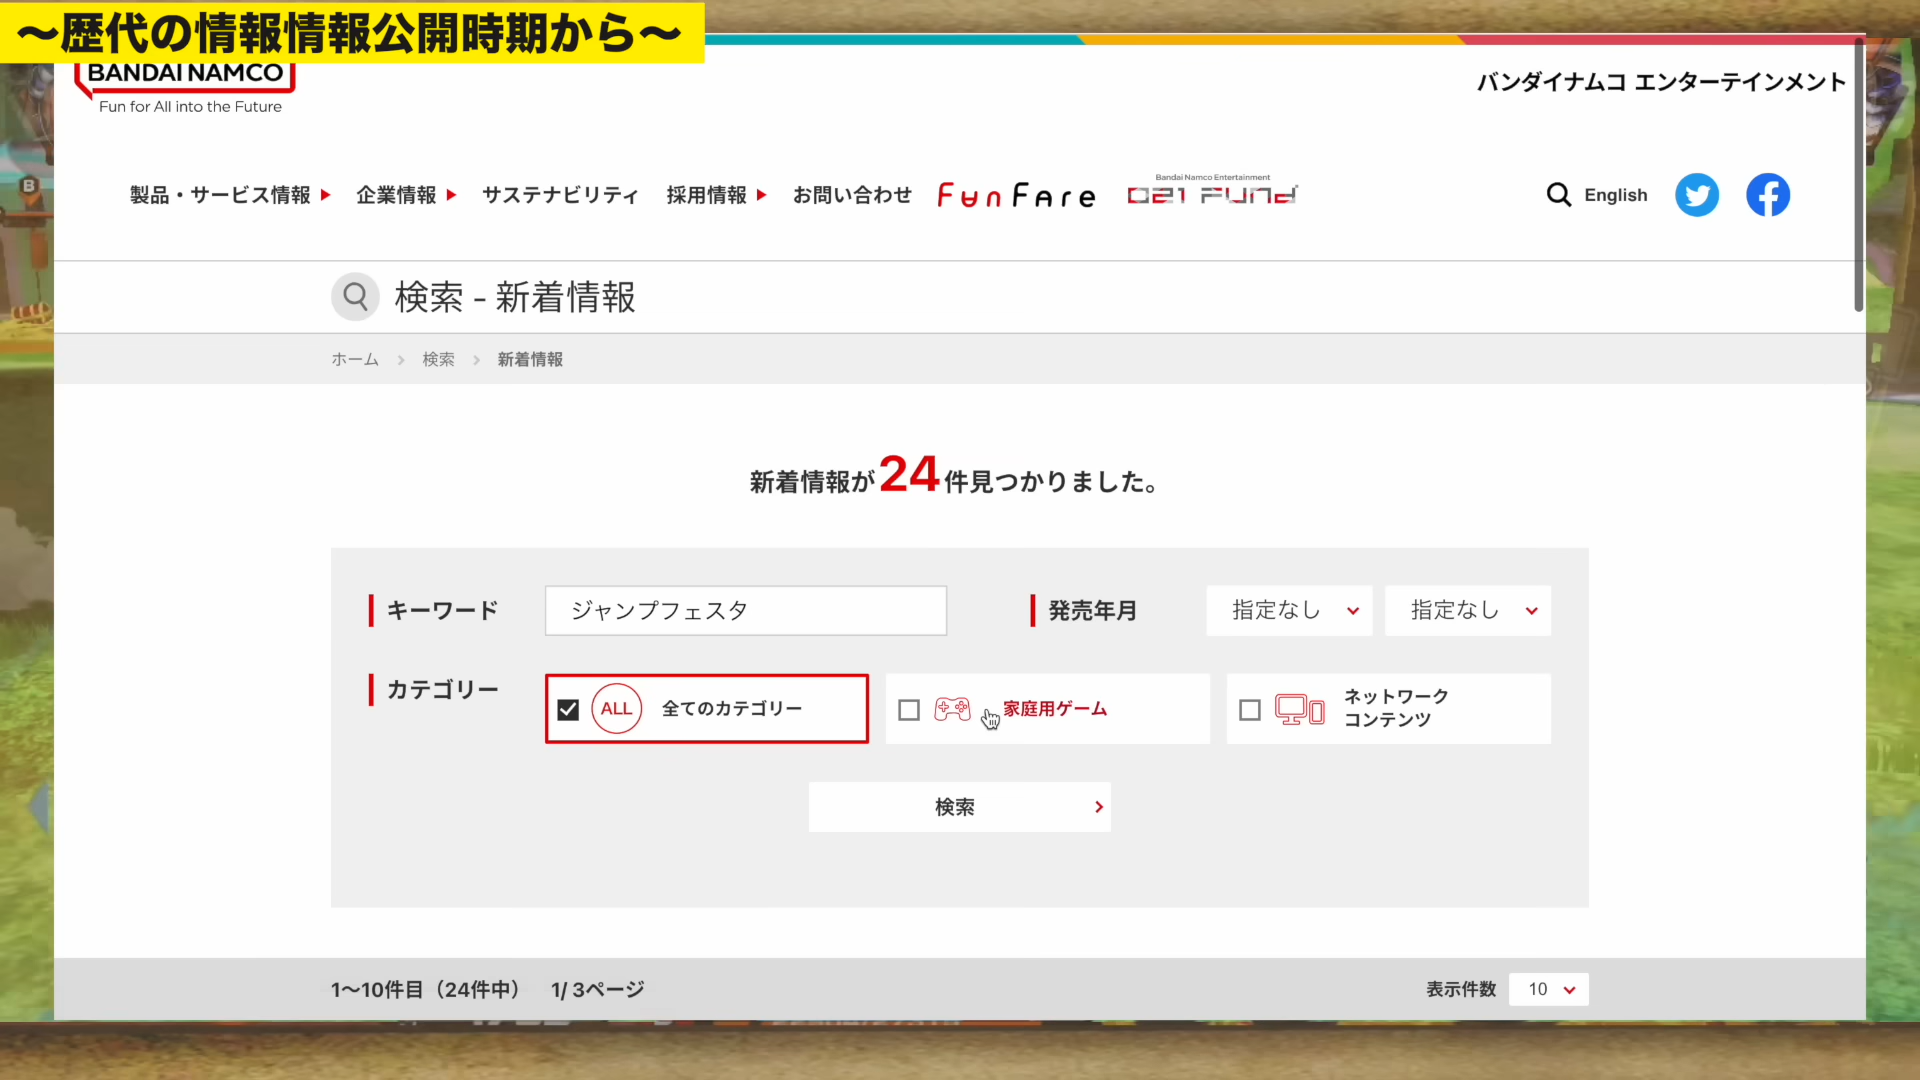 〜歴代の情報情報公開時期から〜
BANDAI NAMCO
Fun for All into the Future
バンダイナムコ エンターテインメント
製品・サービス情報 企業情報 サステナビリティ 採用情報 お問い合わせ FunFare Bandai Namco Entertainment 021 FUND English
検索 - 新着情報
ホーム 検索 新着情報
新着情報が24件見つかりました。
キーワード ジャンプフェスタ 発売年月 指定なし 指定なし
カテゴリー ALL 全てのカテゴリー 家庭用ゲーム ネットワーク
コンテンツ
検索
1〜10件目（24件中） 1/ 3ページ 表示件数 10